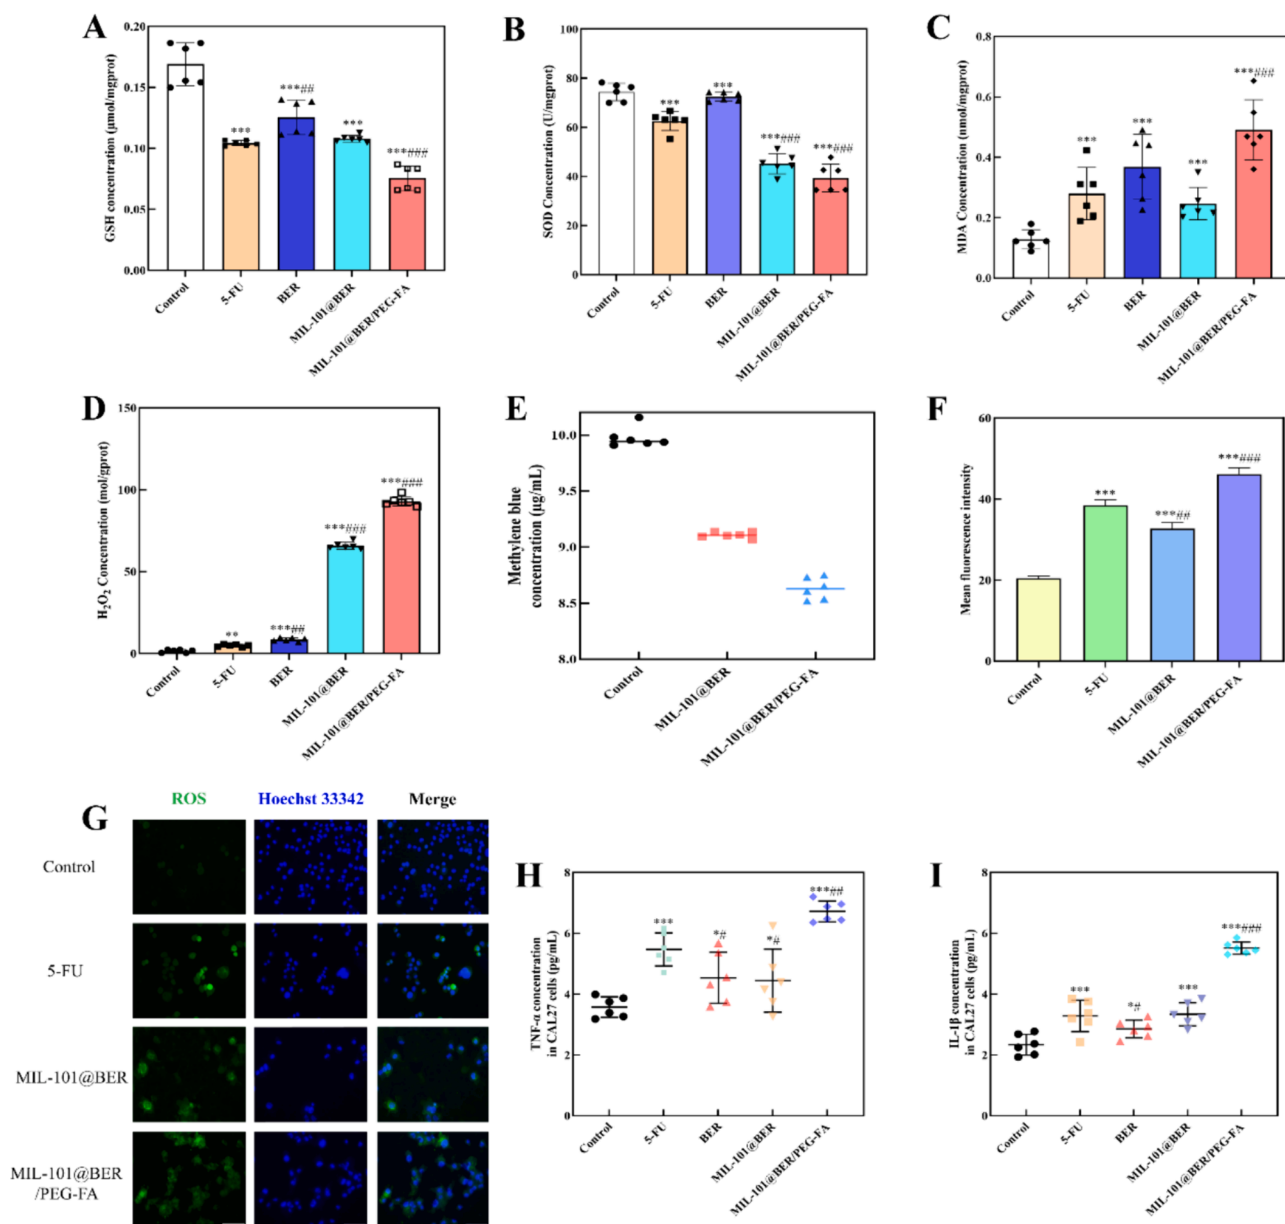 A
GSH concentration (μmol/mgprot)
0.20
0.15
0.10
0.05
0.00
***
***##
***
***###
Control
5-FU
BER
MIL-101@BER
MIL-101@BER/PEG-FA
B
SOD Concentration (U/mgprot)
100
80
60
40
20
0
***
***
***###
***###
Control
5-FU
BER
MIL-101@BER
MIL-101@BER/PEG-FA
C
MDA Concentration (nmol/mgprot)
0.8
0.6
0.4
0.2
0.0
***
***
***
***###
Control
5-FU
BER
MIL-101@BER
MIL-101@BER/PEG-FA
D
H₂O₂ Concentration (mol/gprot)
150
100
50
0
**
***##
***###
***###
Control
5-FU
BER
MIL-101@BER
MIL-101@BER/PEG-FA
E
Methylene blue
concentration (μg/mL)
10.0
9.5
9.0
8.5
8.0
Control
MIL-101@BER
MIL-101@BER/PEG-FA
F
Mean fluorescence intensity
60
40
20
0
***
***##
***###
Control
5-FU
MIL-101@BER
MIL-101@BER/PEG-FA
G
ROS
Hoechst 33342
Merge
Control
5-FU
MIL-101@BER
MIL-101@BER
/PEG-FA
H
TNF-α concentration
in CAL27 cells (pg/mL)
8
6
4
2
0
***
*#
*#
***##
Control
5-FU
BER
MIL-101@BER
MIL-101@BER/PEG-FA
I
IL-1β concentration
in CAL27 cells (pg/mL)
8
6
4
2
0
***
*#
***
***###
Control
5-FU
BER
MIL-101@BER
MIL-101@BER/PEG-FA